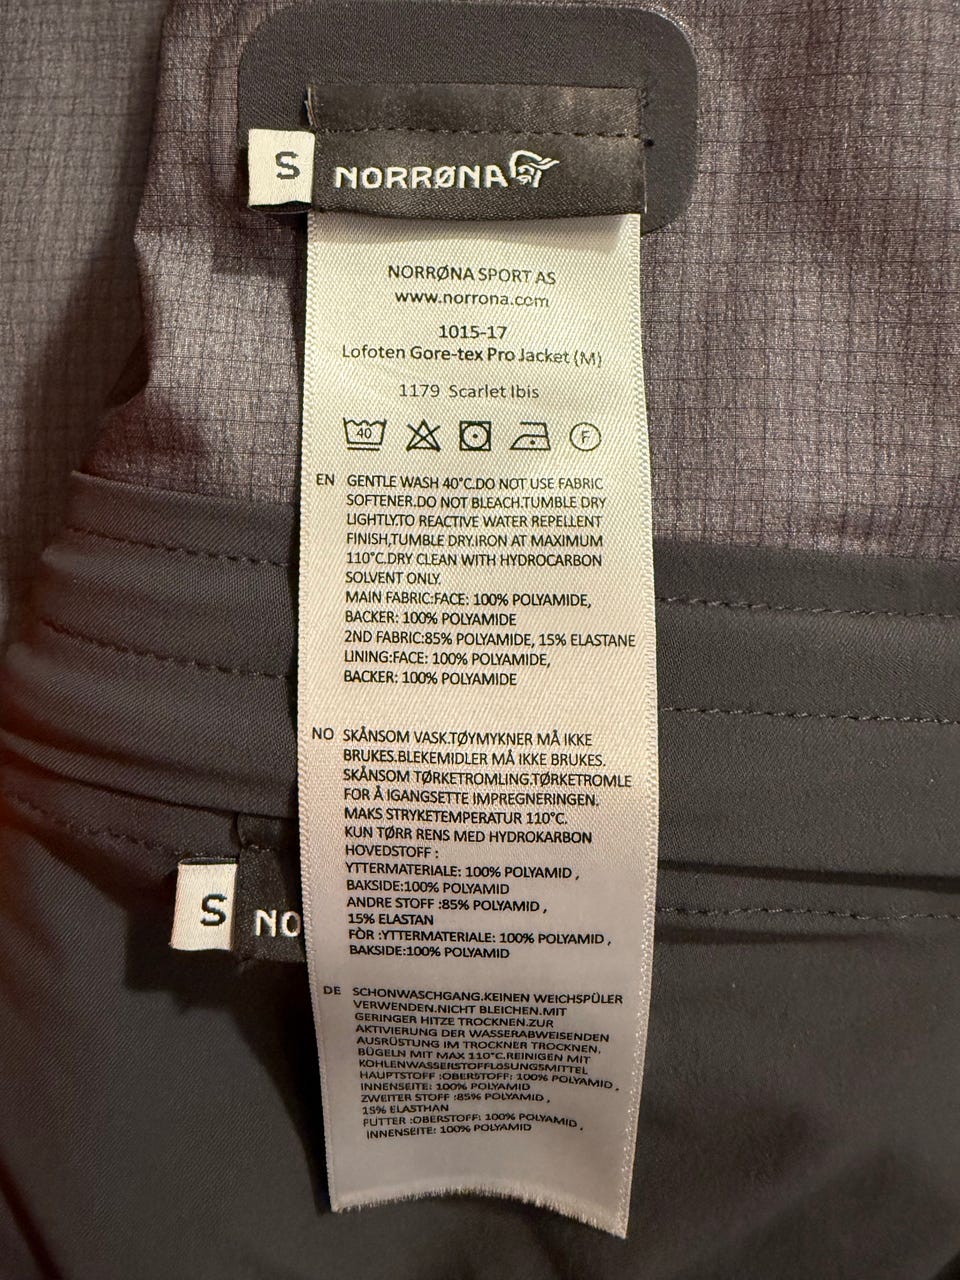 S
NORRØNA
NORRØNA SPORT AS
www.norrona.com
1015-17
Lofoten Gore-tex Pro Jacket (M)
1179 Scarlet Ibis
40
F
EN GENTLE WASH 40°C.DO NOT USE FABRIC
SOFTENER.DO NOT BLEACH.TUMBLE DRY
LIGHTLY.TO REACTIVE WATER REPELLENT
FINISH,TUMBLE DRY.IRON AT MAXIMUM
110°C.DRY CLEAN WITH HYDROCARBON
SOLVENT ONLY.
MAIN FABRIC:FACE: 100% POLYAMIDE,
BACKER: 100% POLYAMIDE
2ND FABRIC:85% POLYAMIDE, 15% ELASTANE
LINING:FACE: 100% POLYAMIDE,
BACKER: 100% POLYAMIDE
NO SKÅNSOM VASK.TØYMYKNER MÅ IKKE
BRUKES.BLEKEMIDLER MÅ IKKE BRUKES.
SKÅNSOM TØRKETROMLING.TØRKETROMLE
FOR Å IGANGSETTE IMPREGNERINGEN.
MAKS STRYKETEMPERATUR 110°C.
KUN TØRR RENS MED HYDROKARBON
HOVEDSTOFF :
YTTERMATERIALE: 100% POLYAMID ,
BAKSIDE:100% POLYAMID
ANDRE STOFF :85% POLYAMID ,
15% ELASTAN
FÒR :YTTERMATERIALE: 100% POLYAMID ,
BAKSIDE:100% POLYAMID
S
NO
DE SCHONWASCHGANG.KEINEN WEICHSPÜLER
VERWENDEN.NICHT BLEICHEN.MIT
GERINGER HITZE TROCKNEN.ZUR
AKTIVIERUNG DER WASSERABWEISENDEN
AUSRÜSTUNG IM TROCKNER TROCKNEN.
BÜGELN MIT MAX 110°C.REINIGEN MIT
KOHLENWASSERSTOFFLÖSUNGSMITTEL
HAUPTSTOFF :OBERSTOFF: 100% POLYAMID ,
INNENSEITE: 100% POLYAMID
ZWEITER STOFF :85% POLYAMID ,
15% ELASTHAN
FUTTER :OBERSTOFF: 100% POLYAMID ,
INNENSEITE: 100% POLYAMID